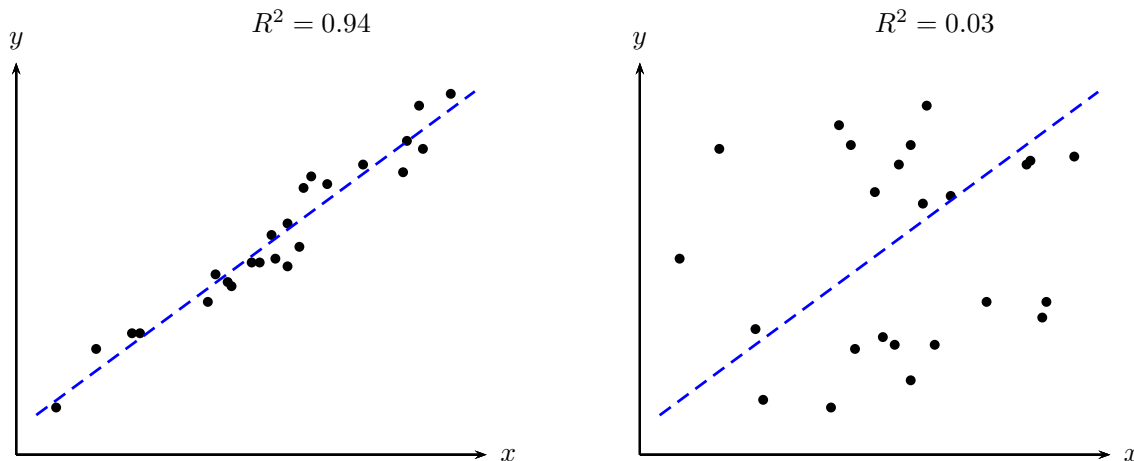 R² = 0.94
y
x
R² = 0.03
y
x